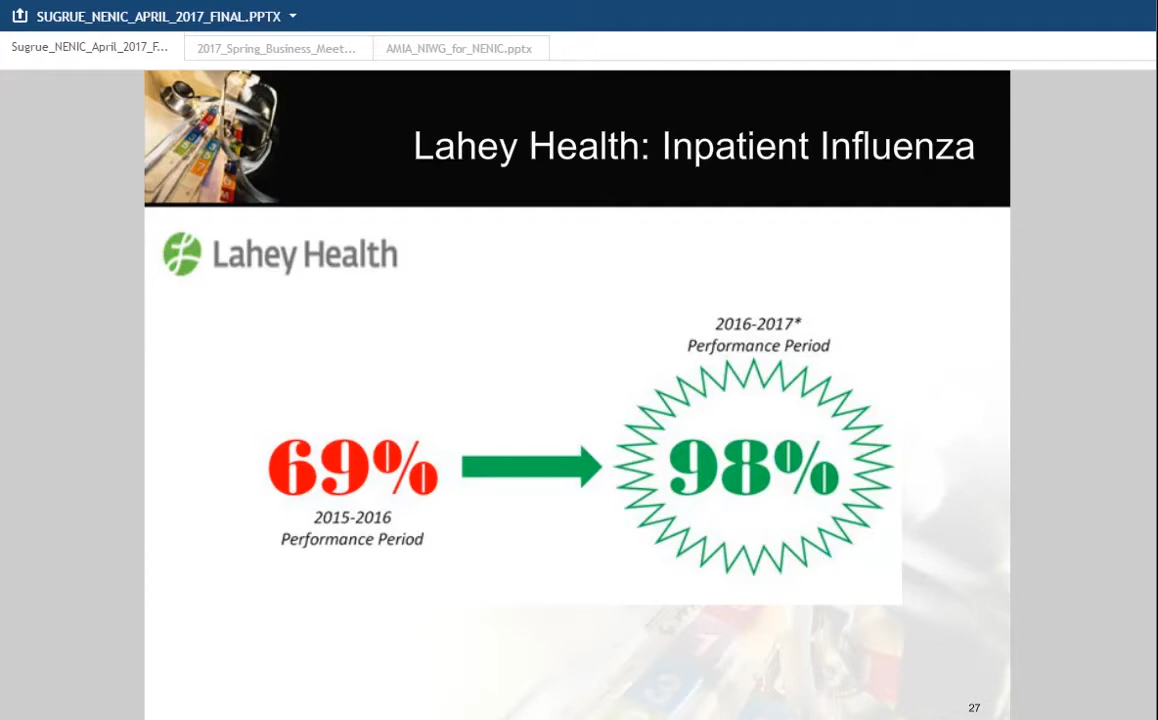 SUGRUE_NENIC_APRIL_2017_FINAL.PPTX
Sugrue_NENIC_April_2017_F...
2017_Spring_Business_Meet...
AMIA_NIWG_for_NENIC.pptx
Lahey Health: Inpatient Influenza
Lahey Health
2016-2017*
Performance Period
69%
98%
2015-2016
Performance Period
27